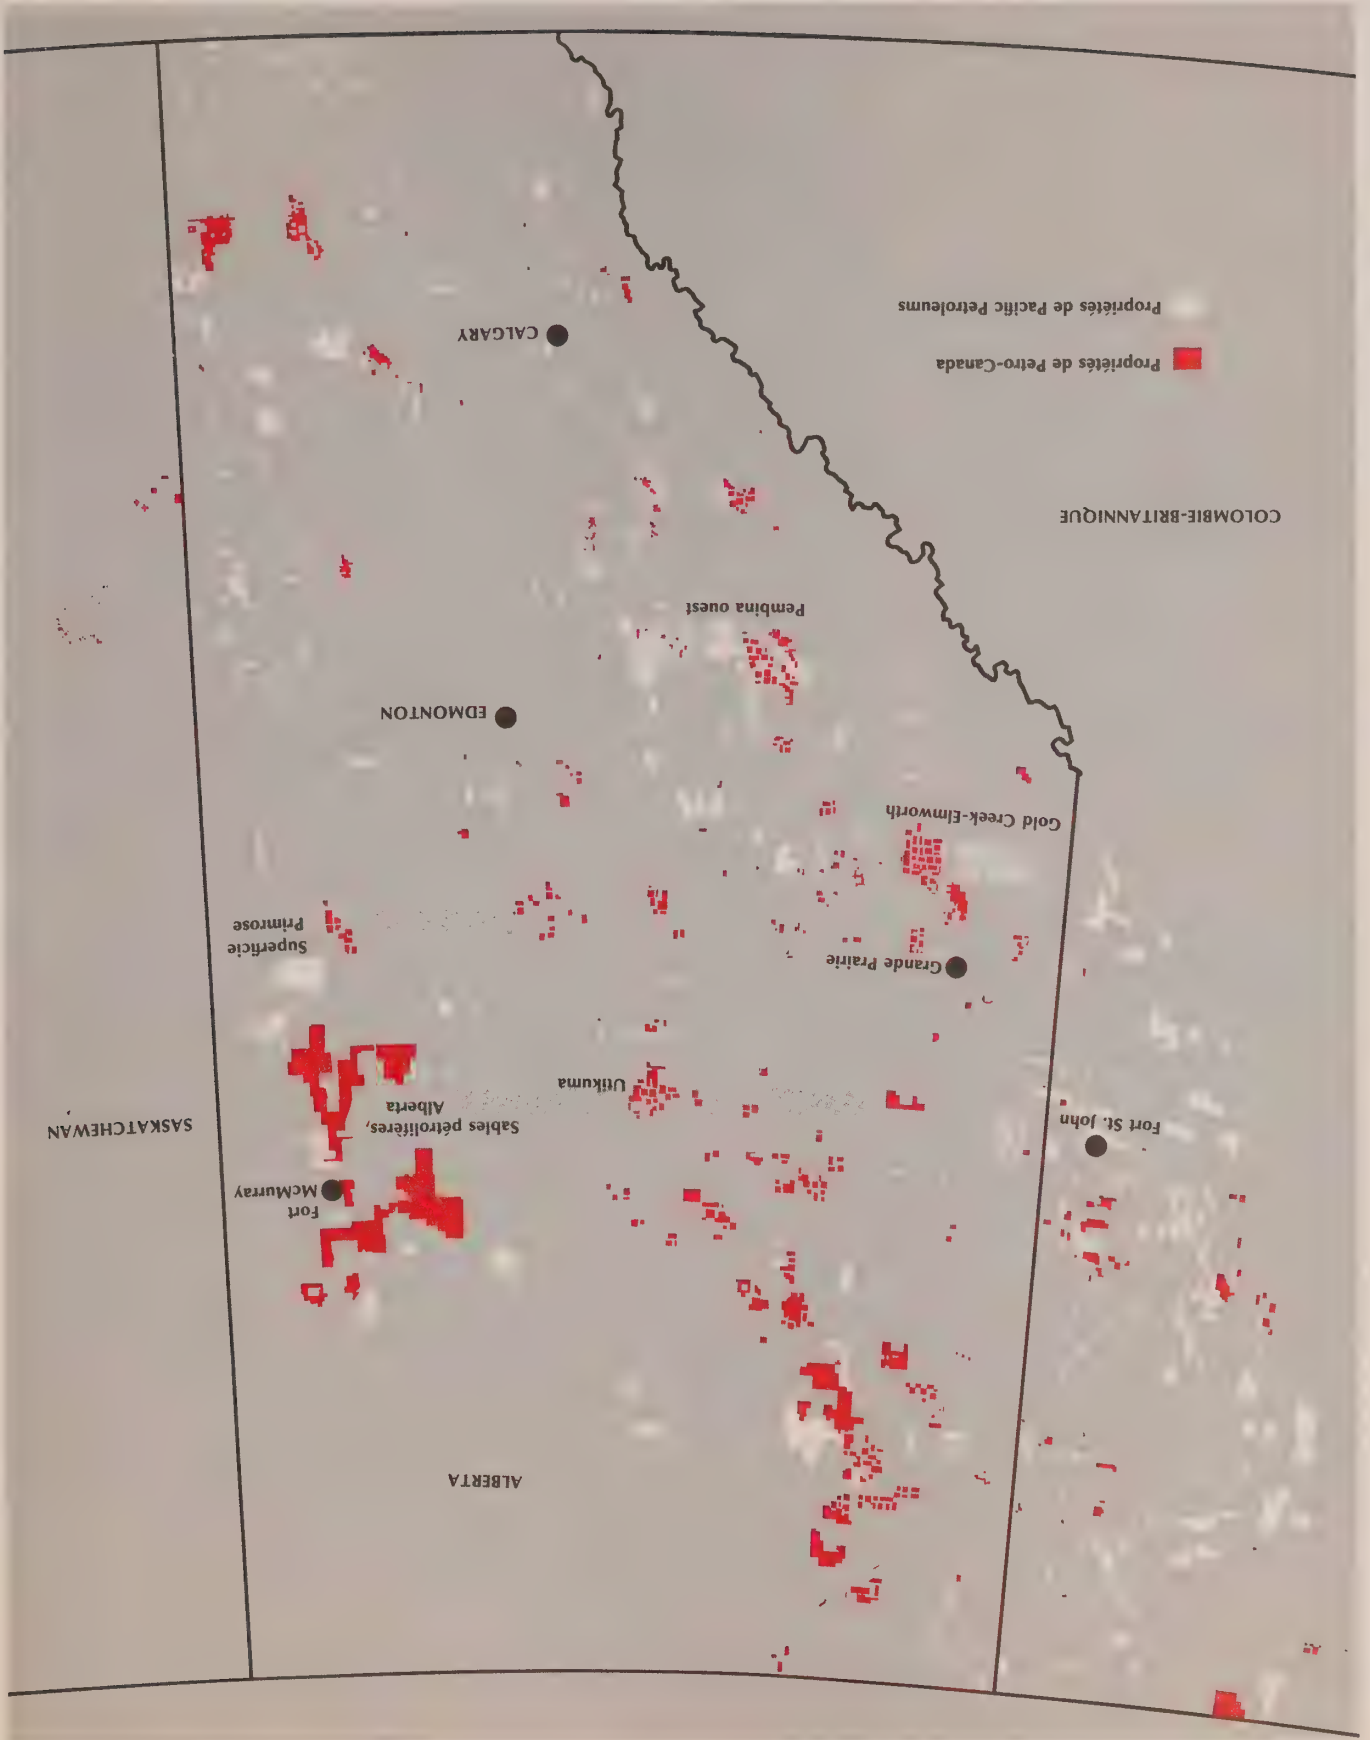 ALBERTA
Fort
McMurray
Sables pétrolifères,
Alberta
SASKATCHEWAN
Fort St. John
Utikuma
Grande Prairie
Superficie
Primrose
Gold Creek-Elmworth
EDMONTON
Pembina ouest
COLOMBIE-BRITANNIQUE
Propriétés de Petro-Canada
Propriétés de Pacific Petroleums
CALGARY